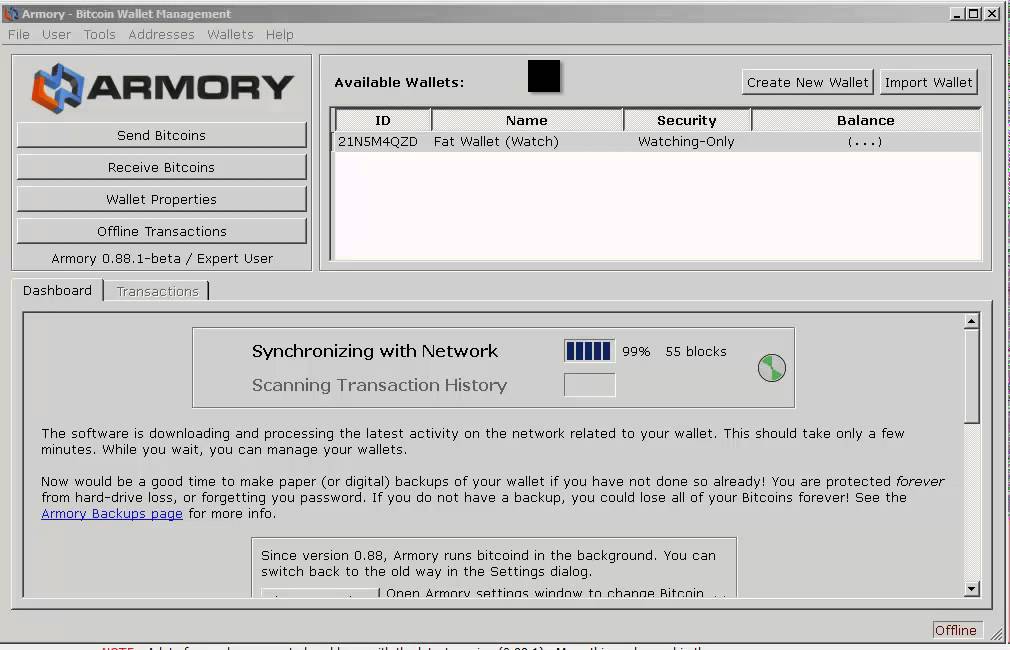 Armory - Bitcoin Wallet Management
File User Tools Addresses Wallets Help
ARMORY
Send Bitcoins
Receive Bitcoins
Wallet Properties
Offline Transactions
Armory 0.88.1-beta / Expert User
Available Wallets:
Create New Wallet
Import Wallet
ID Name Security Balance
21N5M4QZD Fat Wallet (Watch) Watching-Only (...)
Dashboard Transactions
Synchronizing with Network 99% 55 blocks
Scanning Transaction History
The software is downloading and processing the latest activity on the network related to your wallet. This should take only a few
minutes. While you wait, you can manage your wallets.
Now would be a good time to make paper (or digital) backups of your wallet if you have not done so already! You are protected forever
from hard-drive loss, or forgetting you password. If you do not have a backup, you could lose all of your Bitcoins forever! See the
Armory Backups page for more info.
Since version 0.88, Armory runs bitcoind in the background. You can
switch back to the old way in the Settings dialog.
Open Armory settings window to change Bitcoin
Offline